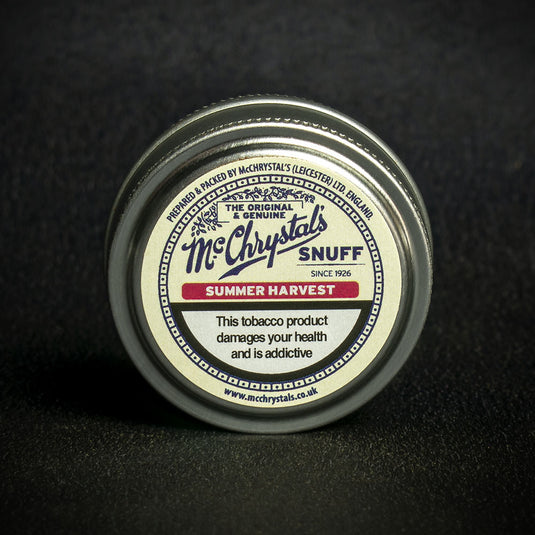 PREPARED & PACKED BY McCHRYSTAL'S (LEICESTER) LTD. ENGLAND.
THE ORIGINAL
& GENUINE
McChrystal's
SNUFF
SINCE 1926
SUMMER HARVEST
This tobacco product
damages your health
and is addictive
www.mcchrystals.co.uk